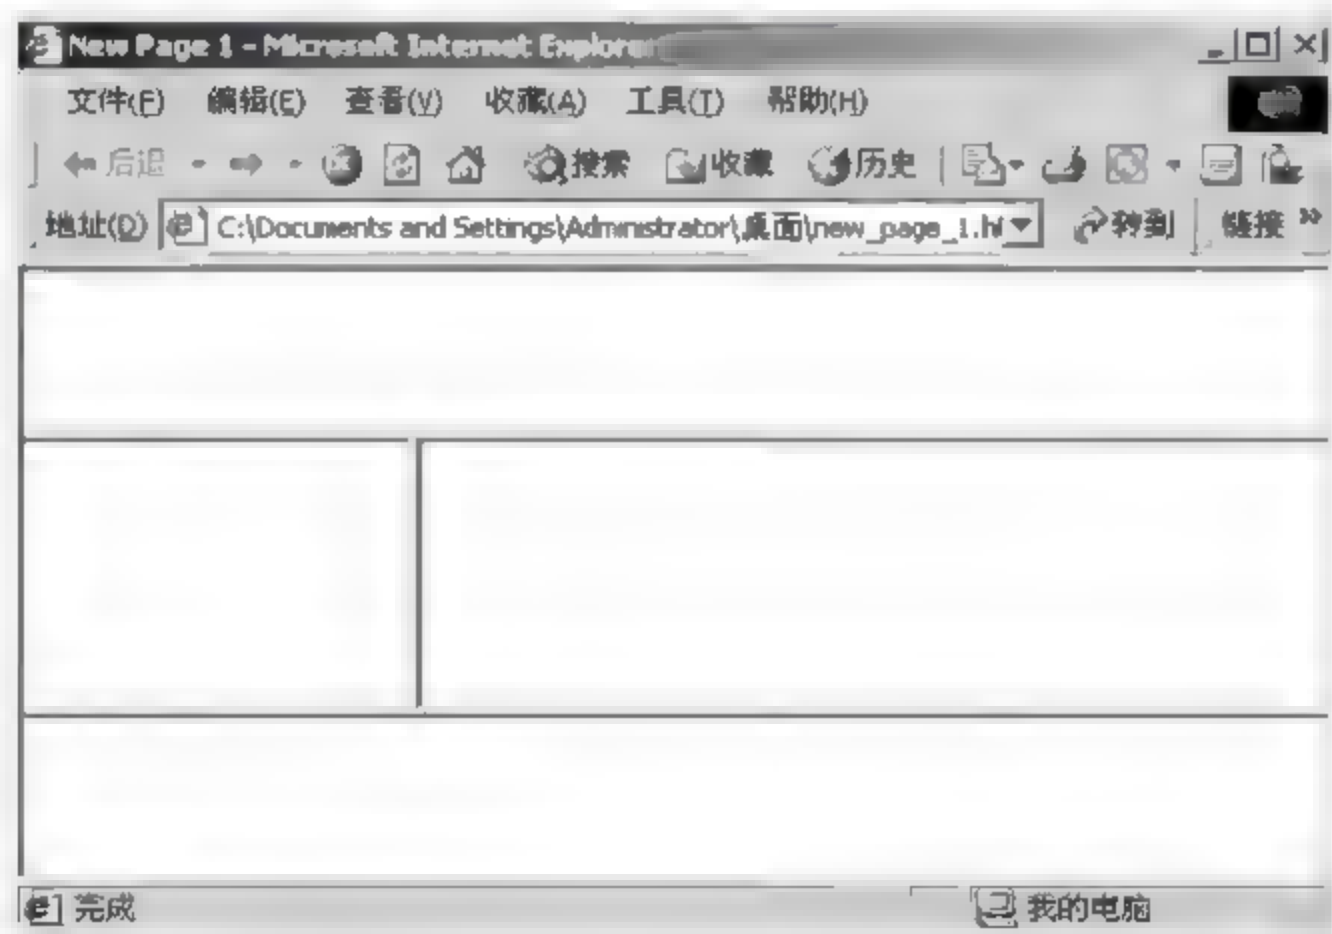 New Page 1 - Microsoft Internet Explorer
文件(F) 编辑(E) 查看(V) 收藏(A) 工具(T) 帮助(H)
后退 搜索 收藏 历史
地址(D) C:\Documents and Settings\Administrator\桌面\new_page_1.h 转到 链接 »
完成 我的电脑